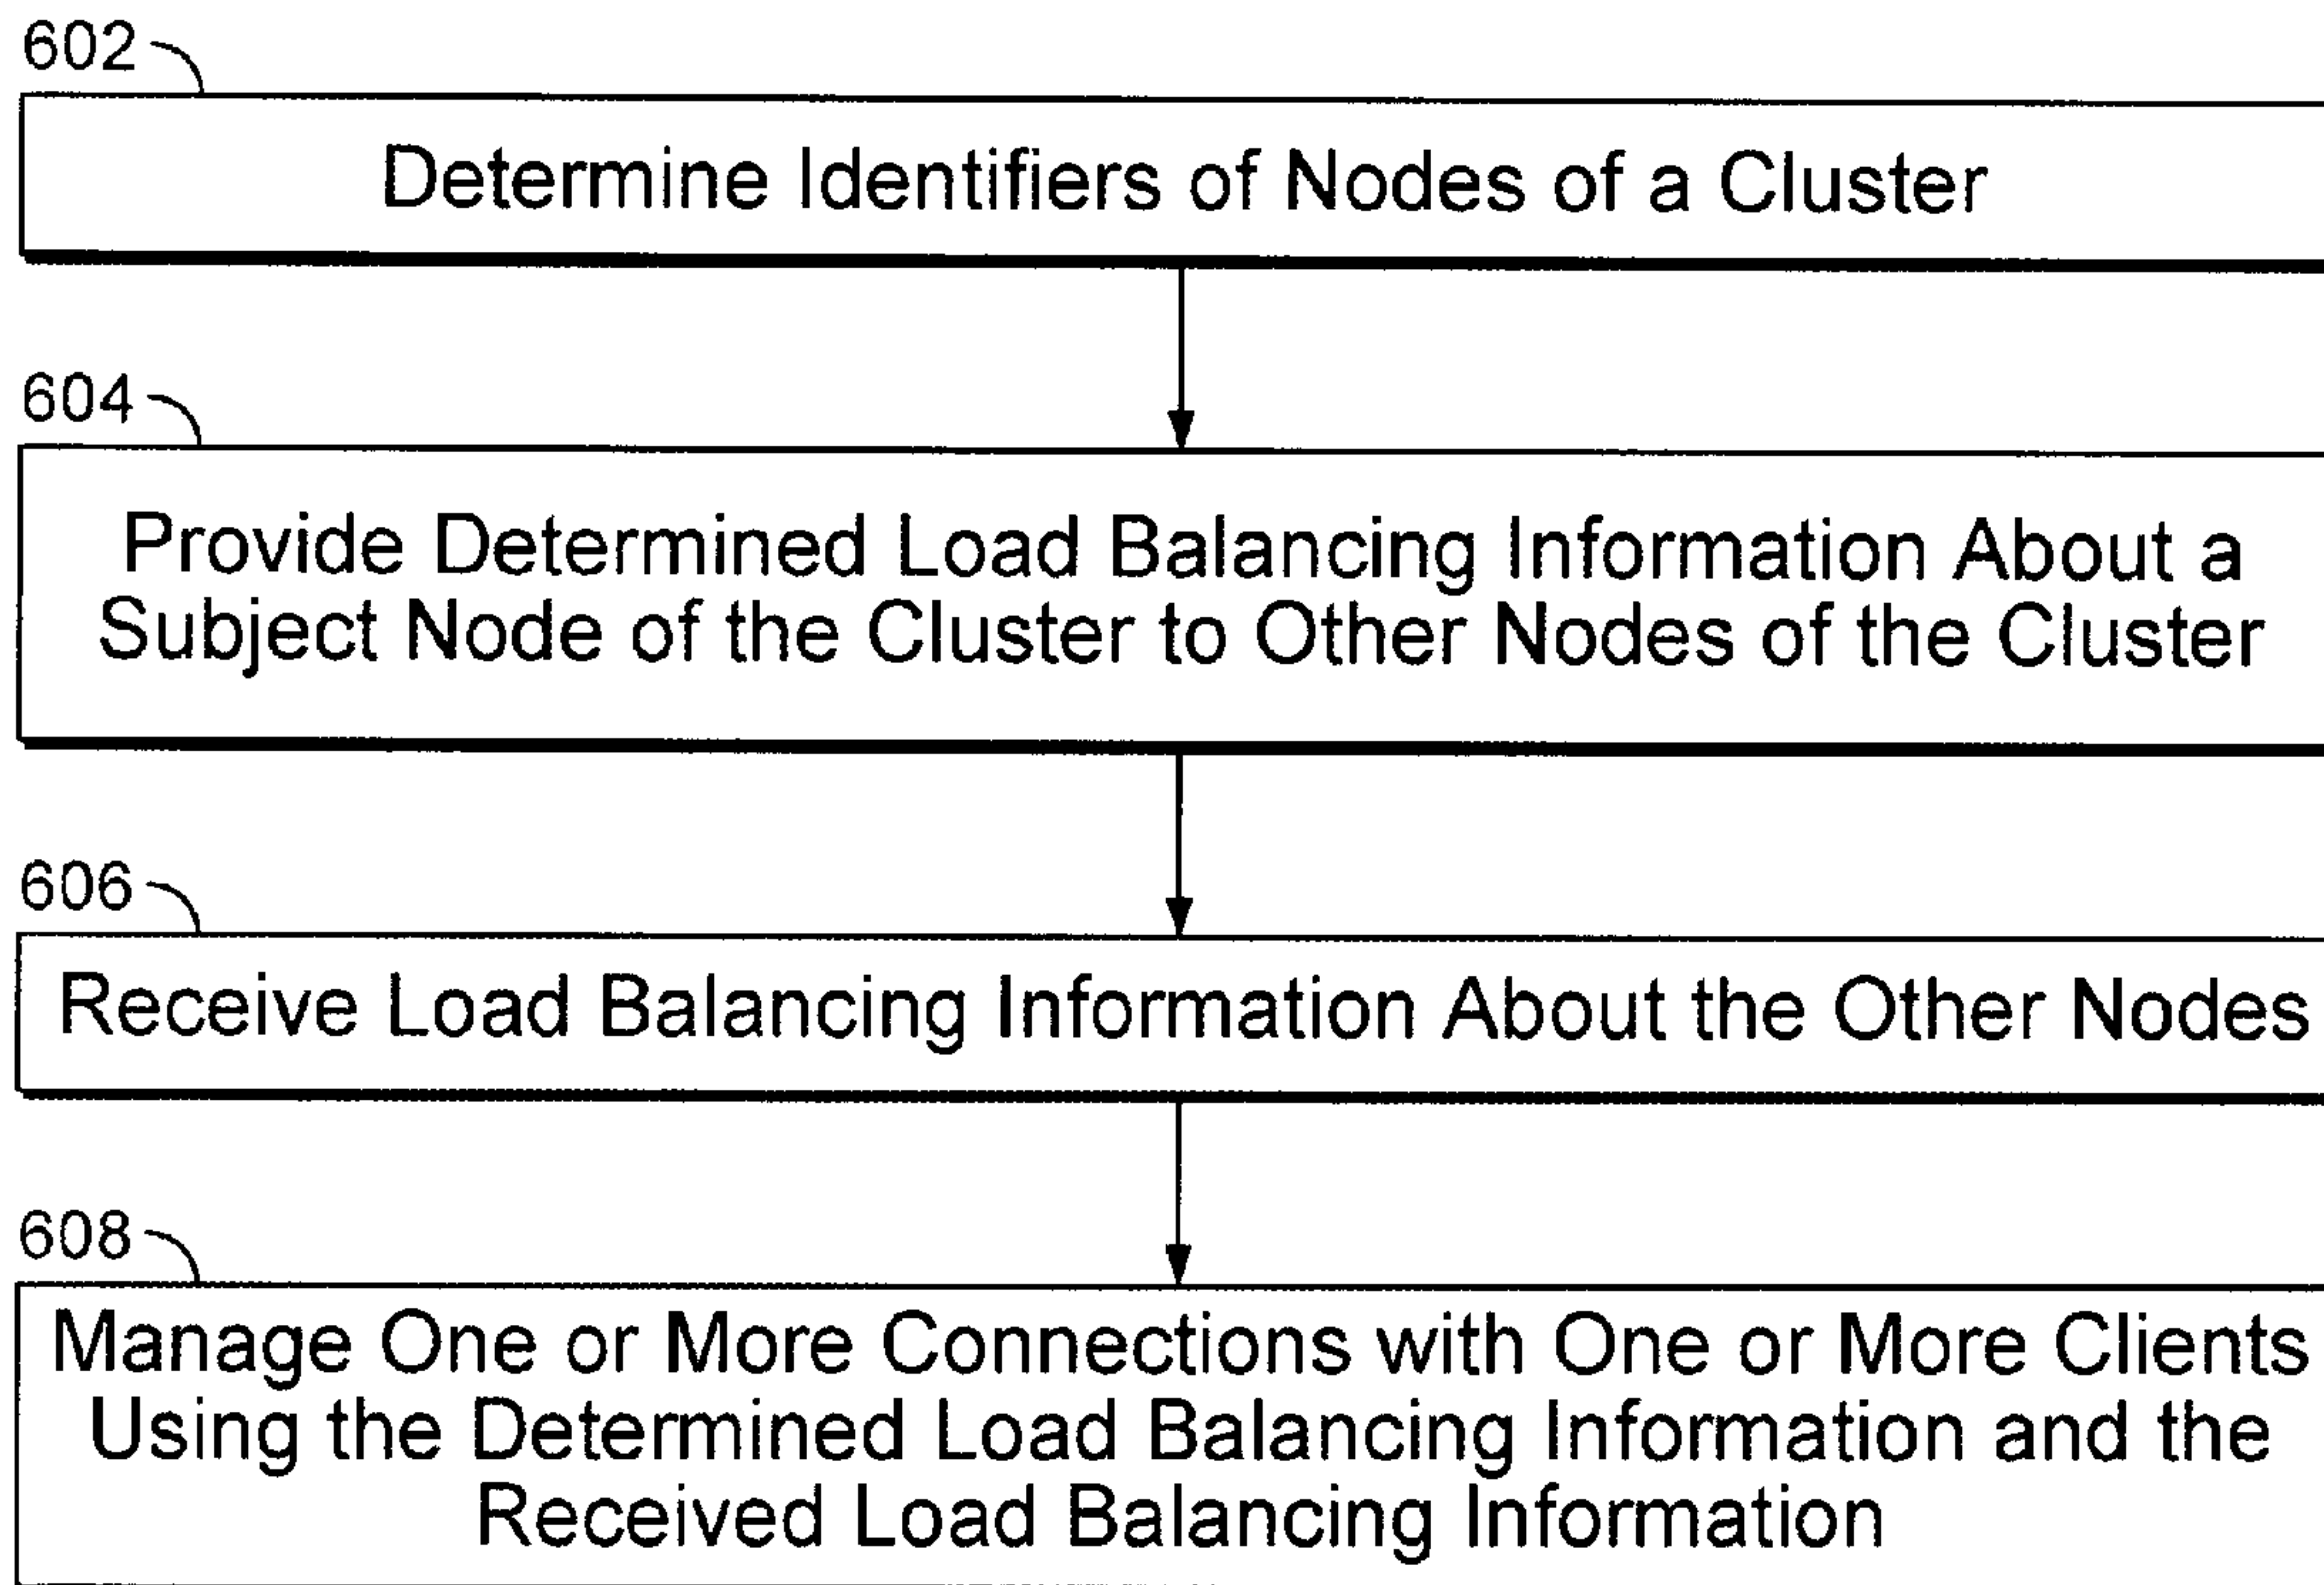 602
Determine Identifiers of Nodes of a Cluster
604
Provide Determined Load Balancing Information About a
Subject Node of the Cluster to Other Nodes of the Cluster
606
Receive Load Balancing Information About the Other Nodes
608
Manage One or More Connections with One or More Clients
Using the Determined Load Balancing Information and the
Received Load Balancing Information